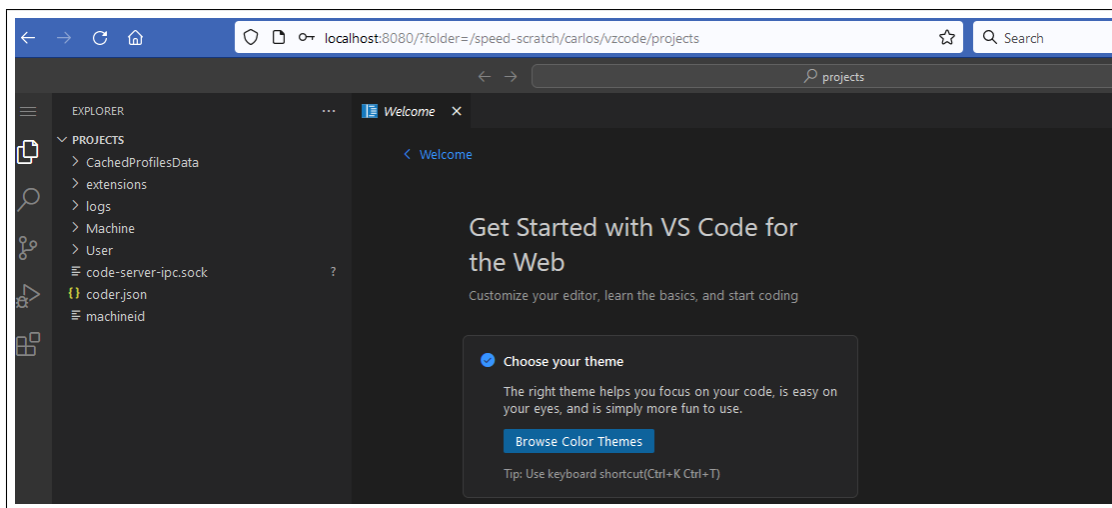 localhost:8080/?folder=/speed-scratch/carlos/vzcode/projects
Search
projects
EXPLORER
Welcome
PROJECTS
CachedProfilesData
extensions
logs
Machine
User
code-server-ipc.sock ?
{} coder.json
machineid
Welcome
Get Started with VS Code for
the Web
Customize your editor, learn the basics, and start coding
Choose your theme
The right theme helps you focus on your code, is easy on
your eyes, and is simply more fun to use.
Browse Color Themes
Tip: Use keyboard shortcut(Ctrl+K Ctrl+T)